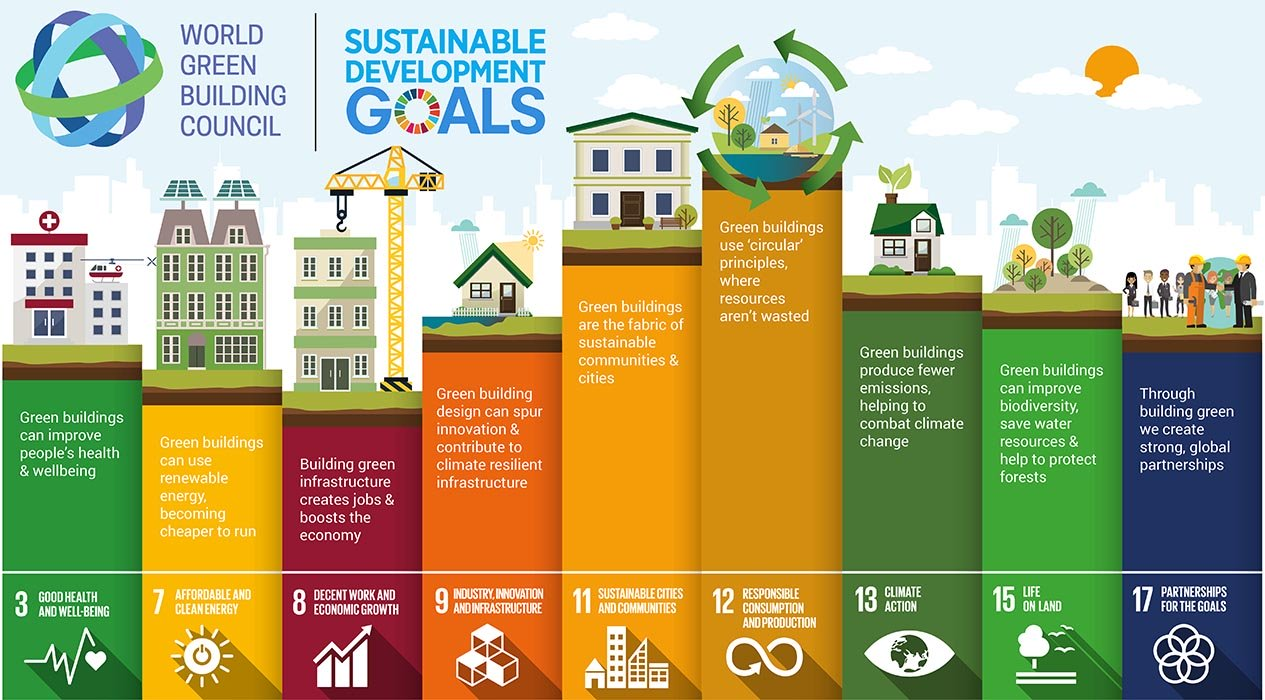 WORLD
GREEN
BUILDING
COUNCIL
SUSTAINABLE
DEVELOPMENT
GOALS
Green buildings
can improve
people's health
& wellbeing
3 GOOD HEALTH
AND WELL-BEING
Green buildings
can use
renewable
energy,
becoming
cheaper to run
7 AFFORDABLE AND
CLEAN ENERGY
Building green
infrastructure
creates jobs &
boosts the
economy
8 DECENT WORK AND
ECONOMIC GROWTH
Green building
design can spur
innovation &
contribute to
climate resilient
infrastructure
9 INDUSTRY, INNOVATION
AND INFRASTRUCTURE
Green buildings
are the fabric of
sustainable
communities &
cities
11 SUSTAINABLE CITIES
AND COMMUNITIES
Green buildings
use ‘circular’
principles,
where
resources
aren’t wasted
12 RESPONSIBLE
CONSUMPTION
AND PRODUCTION
Green buildings
produce fewer
emissions,
helping to
combat climate
change
13 CLIMATE
ACTION
Green buildings
can improve
biodiversity,
save water
resources &
help to protect
forests
15 LIFE
ON LAND
Through
building green
we create
strong, global
partnerships
17 PARTNERSHIPS
FOR THE GOALS